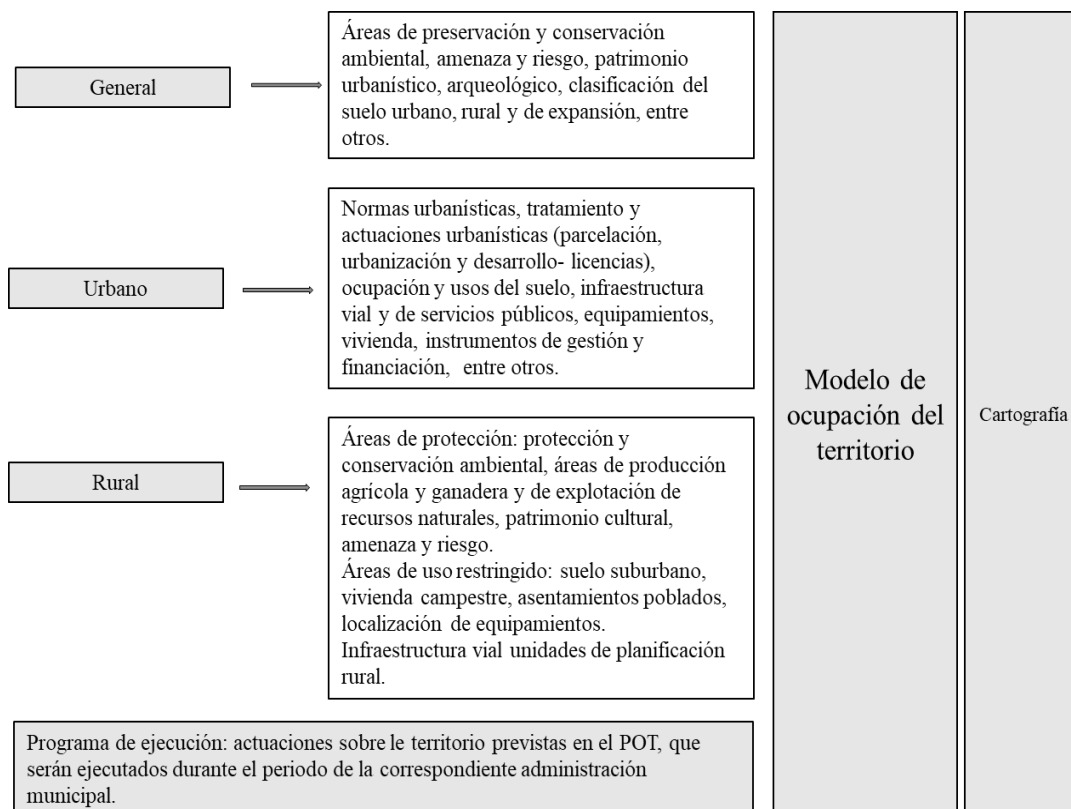 General
Áreas de preservación y conservación
ambiental, amenaza y riesgo, patrimonio
urbanístico, arqueológico, clasificación del
suelo urbano, rural y de expansión, entre
otros.
Urbano
Normas urbanísticas, tratamiento y
actuaciones urbanísticas (parcelación,
urbanización y desarrollo- licencias),
ocupación y usos del suelo, infraestructura
vial y de servicios públicos, equipamientos,
vivienda, instrumentos de gestión y
financiación, entre otros.
Rural
Áreas de protección: protección y
conservación ambiental, áreas de producción
agrícola y ganadera y de explotación de
recursos naturales, patrimonio cultural,
amenaza y riesgo.
Áreas de uso restringido: suelo suburbano,
vivienda campestre, asentamientos poblados,
localización de equipamientos.
Infraestructura vial unidades de planificación
rural.
Programa de ejecución: actuaciones sobre le territorio previstas en el POT, que
serán ejecutados durante el periodo de la correspondiente administración
municipal.
Modelo de
ocupación del
territorio
Cartografía